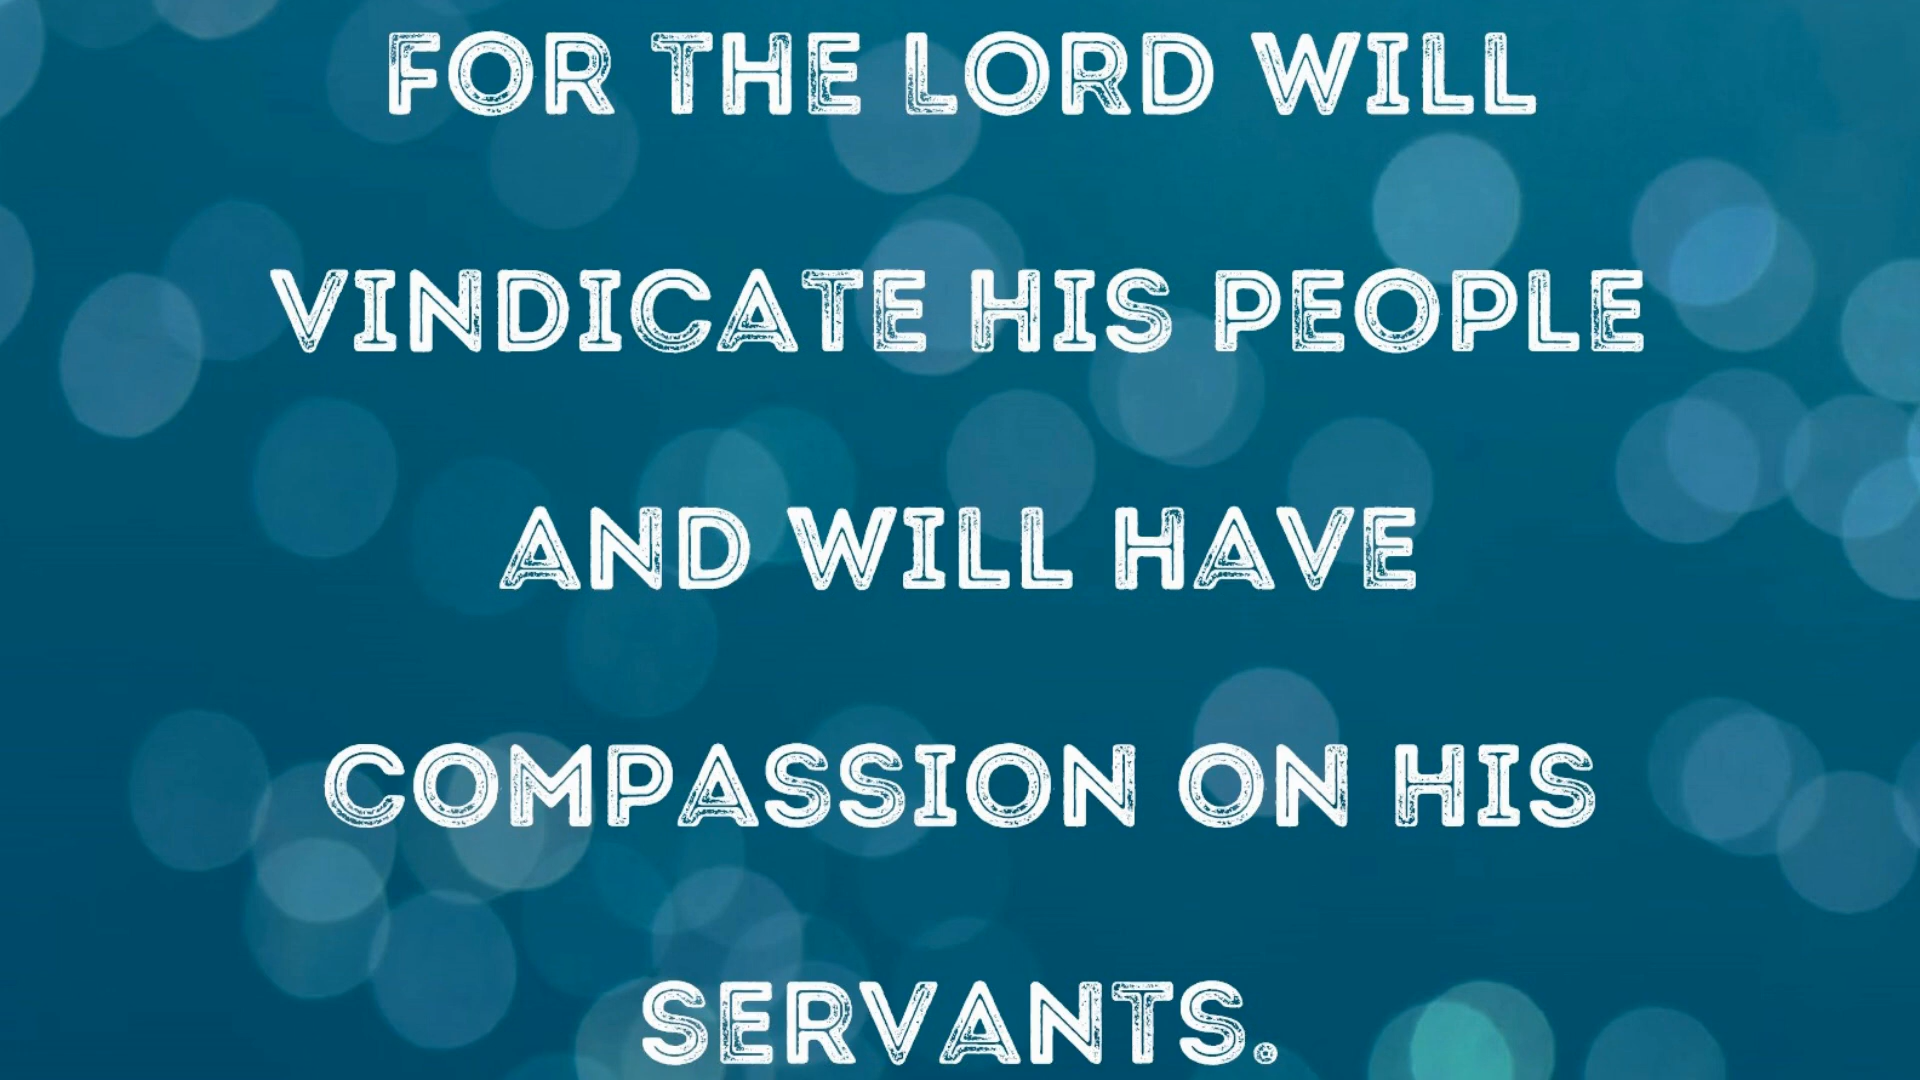 FOR THE LORD WILL
VINDICATE HIS PEOPLE
AND WILL HAVE
COMPASSION ON HIS
SERVANTS.